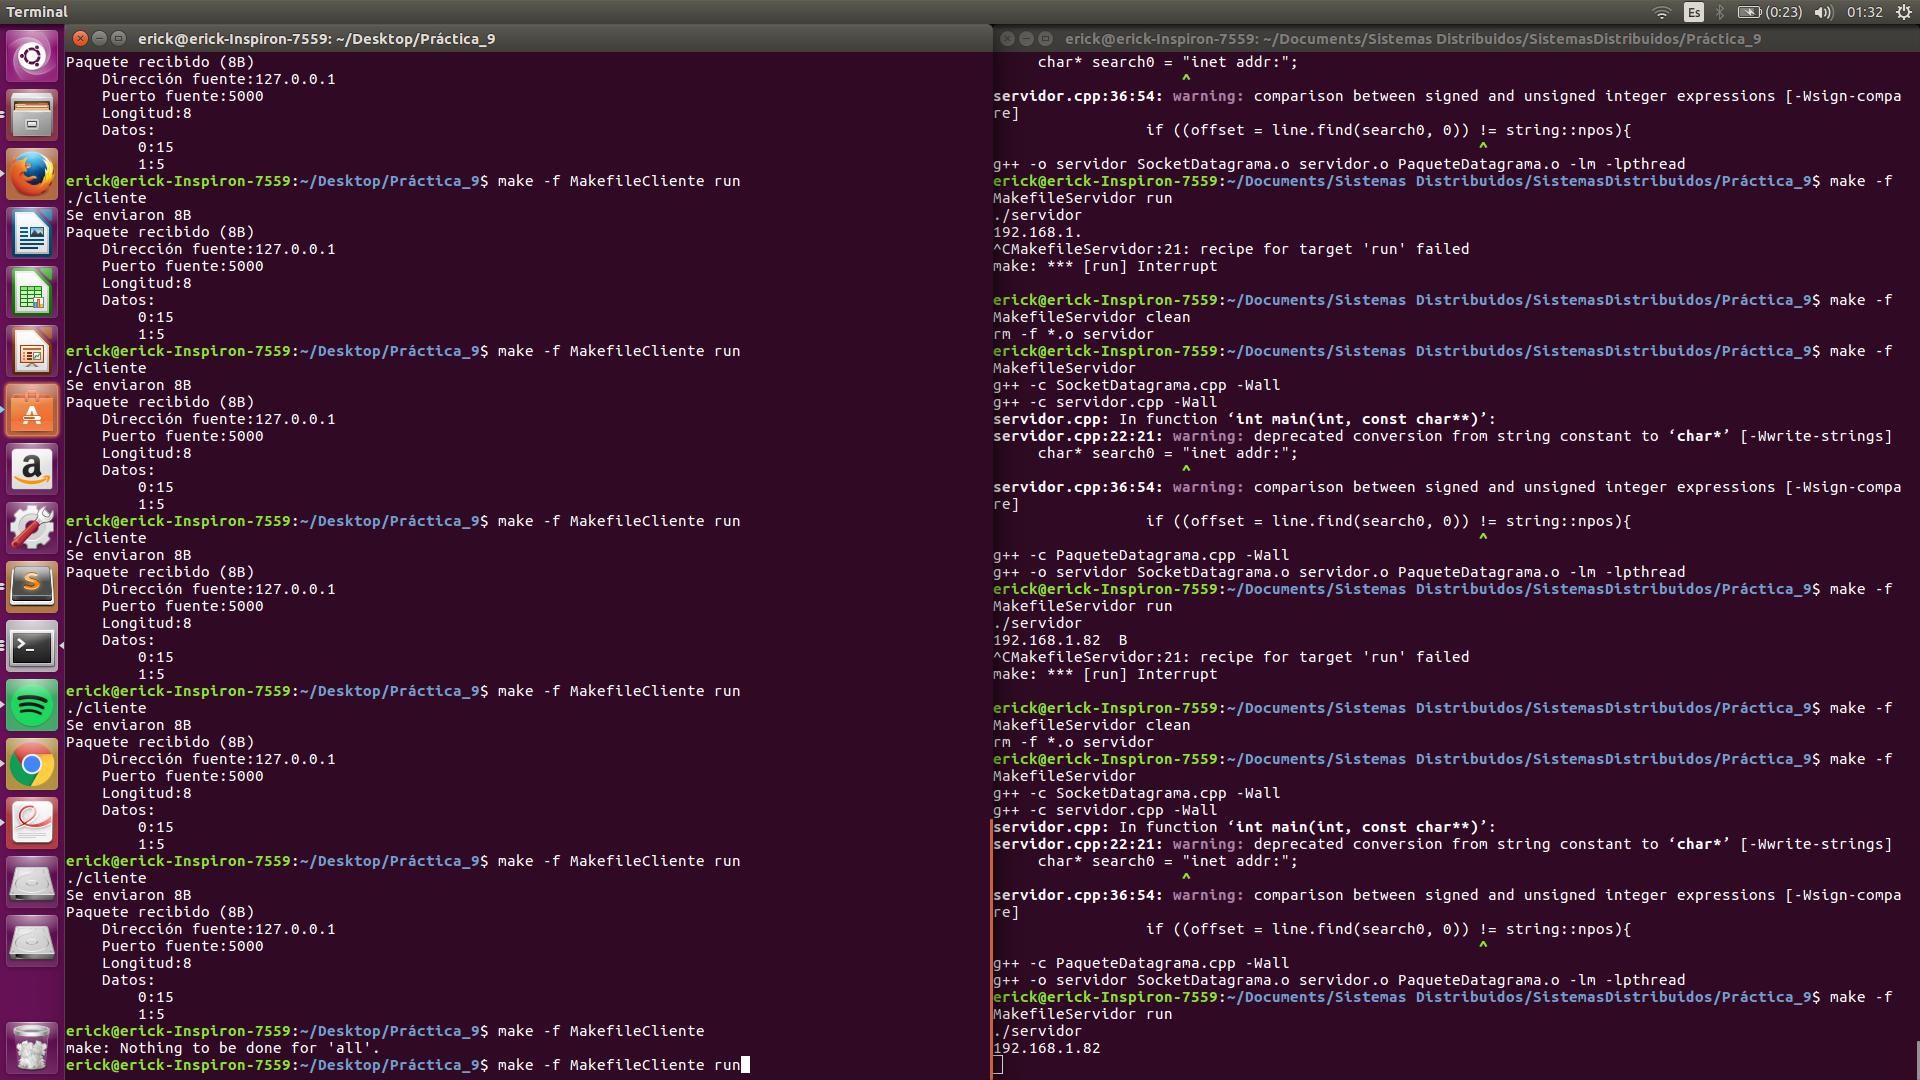 Terminal
Es
(0:23)
01:32
erick@erick-Inspiron-7559: ~/Desktop/Práctica_9
Paquete recibido (8B)
Dirección fuente:127.0.0.1
Puerto fuente:5000
Longitud:8
Datos:
0:15
1:5
erick@erick-Inspiron-7559:~/Desktop/Práctica_9$ make -f MakefileCliente run
./cliente
Se enviaron 8B
Paquete recibido (8B)
Dirección fuente:127.0.0.1
Puerto fuente:5000
Longitud:8
Datos:
0:15
1:5
erick@erick-Inspiron-7559:~/Desktop/Práctica_9$ make -f MakefileCliente run
./cliente
Se enviaron 8B
Paquete recibido (8B)
Dirección fuente:127.0.0.1
Puerto fuente:5000
Longitud:8
Datos:
0:15
1:5
erick@erick-Inspiron-7559:~/Desktop/Práctica_9$ make -f MakefileCliente run
./cliente
Se enviaron 8B
Paquete recibido (8B)
Dirección fuente:127.0.0.1
Puerto fuente:5000
Longitud:8
Datos:
0:15
1:5
erick@erick-Inspiron-7559:~/Desktop/Práctica_9$ make -f MakefileCliente run
./cliente
Se enviaron 8B
Paquete recibido (8B)
Dirección fuente:127.0.0.1
Puerto fuente:5000
Longitud:8
Datos:
0:15
1:5
erick@erick-Inspiron-7559:~/Desktop/Práctica_9$ make -f MakefileCliente run
./cliente
Se enviaron 8B
Paquete recibido (8B)
Dirección fuente:127.0.0.1
Puerto fuente:5000
Longitud:8
Datos:
0:15
1:5
erick@erick-Inspiron-7559:~/Desktop/Práctica_9$ make -f MakefileCliente
make: Nothing to be done for 'all'.
erick@erick-Inspiron-7559:~/Desktop/Práctica_9$ make -f MakefileCliente run
erick@erick-Inspiron-7559: ~/Documents/Sistemas Distribuidos/SistemasDistribuidos/Práctica_9
char* search0 = "inet addr:";
^
servidor.cpp:36:54: warning: comparison between signed and unsigned integer expressions [-Wsign-compa
re]
if ((offset = line.find(search0, 0)) != string::npos){
^
g++ -o servidor SocketDatagrama.o servidor.o PaqueteDatagrama.o -lm -lpthread
erick@erick-Inspiron-7559:~/Documents/Sistemas Distribuidos/SistemasDistribuidos/Práctica_9$ make -f
MakefileServidor run
./servidor
192.168.1.
^CMakefileServidor:21: recipe for target 'run' failed
make: *** [run] Interrupt
erick@erick-Inspiron-7559:~/Documents/Sistemas Distribuidos/SistemasDistribuidos/Práctica_9$ make -f
MakefileServidor clean
rm -f *.o servidor
erick@erick-Inspiron-7559:~/Documents/Sistemas Distribuidos/SistemasDistribuidos/Práctica_9$ make -f
MakefileServidor
g++ -c SocketDatagrama.cpp -Wall
g++ -c servidor.cpp -Wall
servidor.cpp: In function ‘int main(int, const char**)’:
servidor.cpp:22:21: warning: deprecated conversion from string constant to ‘char*’ [-Wwrite-strings]
char* search0 = "inet addr:";
^
servidor.cpp:36:54: warning: comparison between signed and unsigned integer expressions [-Wsign-compa
re]
if ((offset = line.find(search0, 0)) != string::npos){
^
g++ -c PaqueteDatagrama.cpp -Wall
g++ -o servidor SocketDatagrama.o servidor.o PaqueteDatagrama.o -lm -lpthread
erick@erick-Inspiron-7559:~/Documents/Sistemas Distribuidos/SistemasDistribuidos/Práctica_9$ make -f
MakefileServidor run
./servidor
192.168.1.82  B
^CMakefileServidor:21: recipe for target 'run' failed
make: *** [run] Interrupt
erick@erick-Inspiron-7559:~/Documents/Sistemas Distribuidos/SistemasDistribuidos/Práctica_9$ make -f
MakefileServidor clean
rm -f *.o servidor
erick@erick-Inspiron-7559:~/Documents/Sistemas Distribuidos/SistemasDistribuidos/Práctica_9$ make -f
MakefileServidor
g++ -c SocketDatagrama.cpp -Wall
g++ -c servidor.cpp -Wall
servidor.cpp: In function ‘int main(int, const char**)’:
servidor.cpp:22:21: warning: deprecated conversion from string constant to ‘char*’ [-Wwrite-strings]
char* search0 = "inet addr:";
^
servidor.cpp:36:54: warning: comparison between signed and unsigned integer expressions [-Wsign-compa
re]
if ((offset = line.find(search0, 0)) != string::npos){
^
g++ -c PaqueteDatagrama.cpp -Wall
g++ -o servidor SocketDatagrama.o servidor.o PaqueteDatagrama.o -lm -lpthread
erick@erick-Inspiron-7559:~/Documents/Sistemas Distribuidos/SistemasDistribuidos/Práctica_9$ make -f
MakefileServidor run
./servidor
192.168.1.82